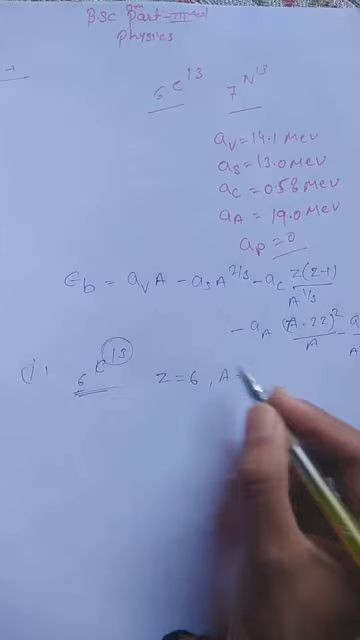 B.Sc Part-III
Physics
6C13 7N13
aV = 14.1 MeV
aS = 13.0 MeV
aC = 0.58 MeV
aA = 19.0 MeV
aP = 0
Eb = aVA - aSA2/3 - aC Z(Z-1)/A1/3
- aA (A-2Z)2/A - a
(i) 6C13 Z = 6, A